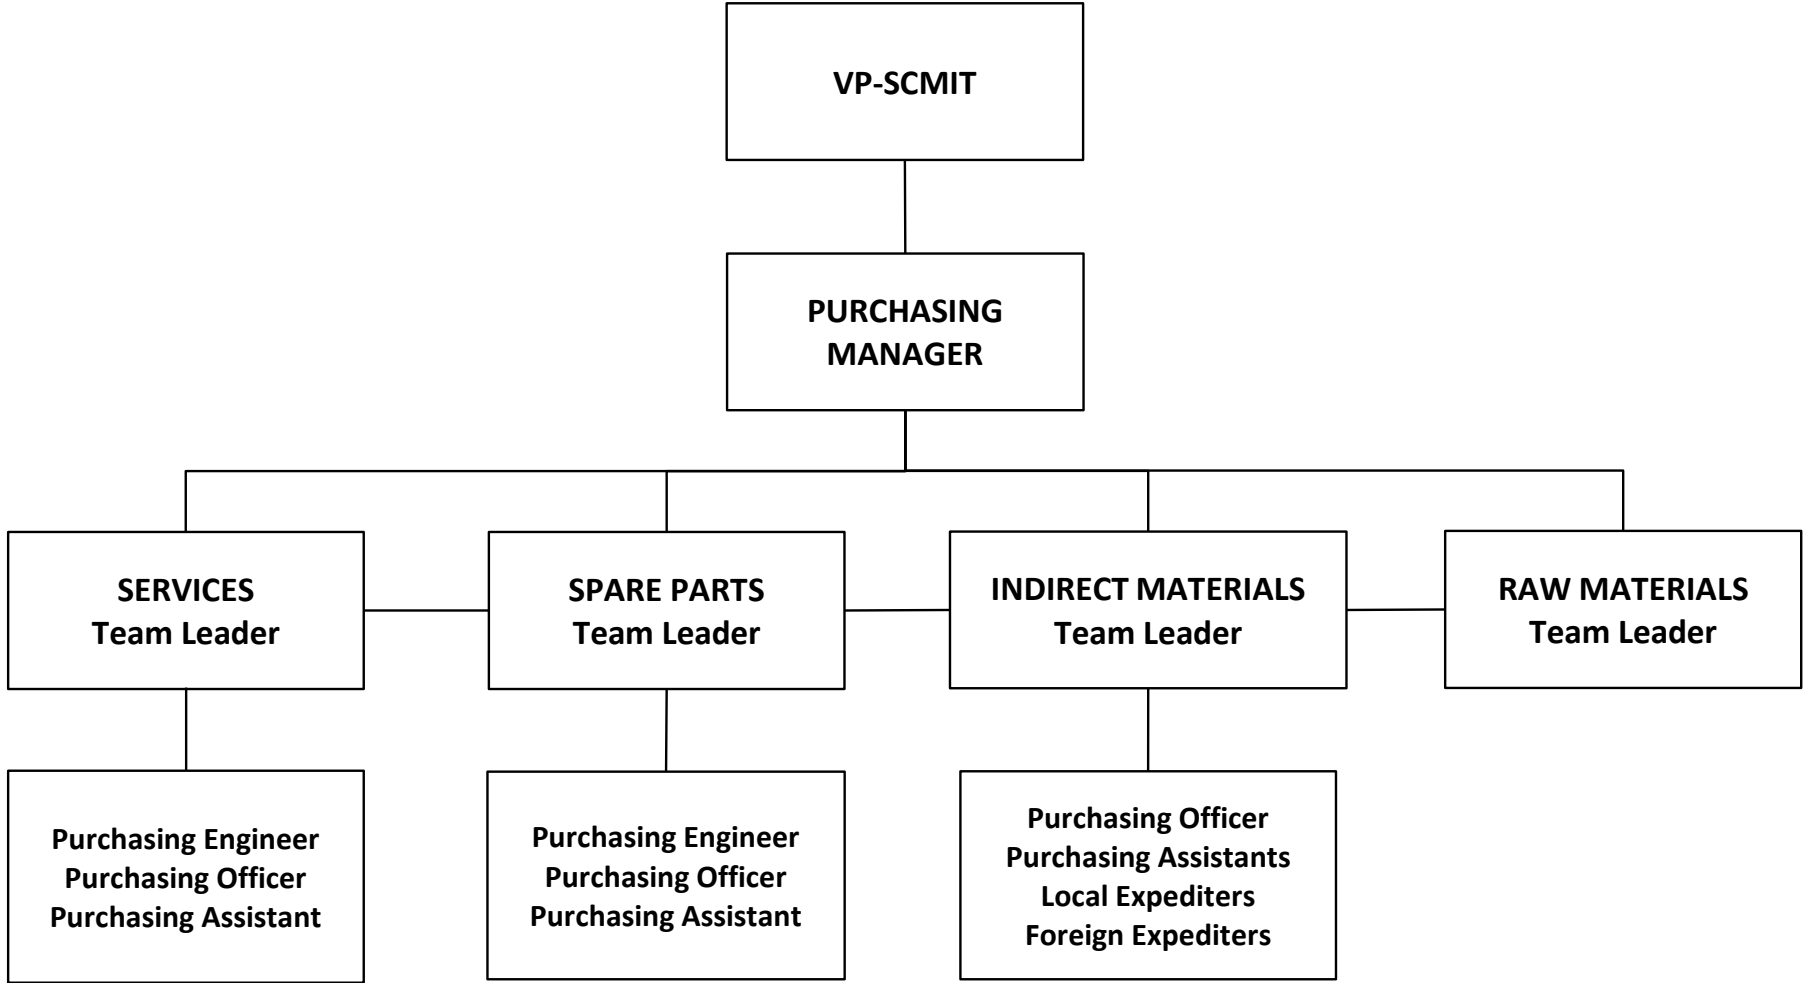 VP-SCMIT
PURCHASING
MANAGER
SERVICES
Team Leader
SPARE PARTS
Team Leader
INDIRECT MATERIALS
Team Leader
RAW MATERIALS
Team Leader
Purchasing Engineer
Purchasing Officer
Purchasing Assistant
Purchasing Engineer
Purchasing Officer
Purchasing Assistant
Purchasing Officer
Purchasing Assistants
Local Expediters
Foreign Expediters